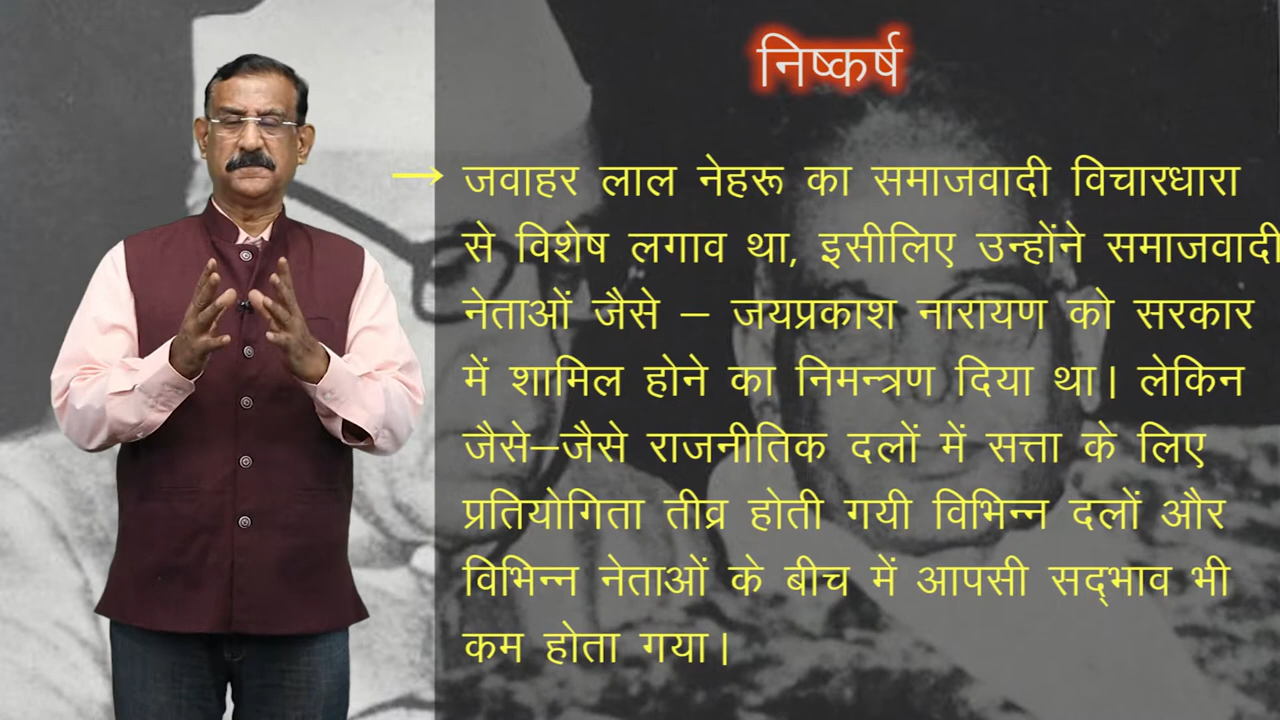 निष्कर्ष
→ जवाहर लाल नेहरू का समाजवादी विचारधारा
से विशेष लगाव था, इसीलिए उन्होंने समाजवादी
नेताओं जैसे – जयप्रकाश नारायण को सरकार
में शामिल होने का निमन्त्रण दिया था। लेकिन
जैसे–जैसे राजनीतिक दलों में सत्ता के लिए
प्रतियोगिता तीव्र होती गयी विभिन्न दलों और
विभिन्न नेताओं के बीच में आपसी सद्‌भाव भी
कम होता गया।